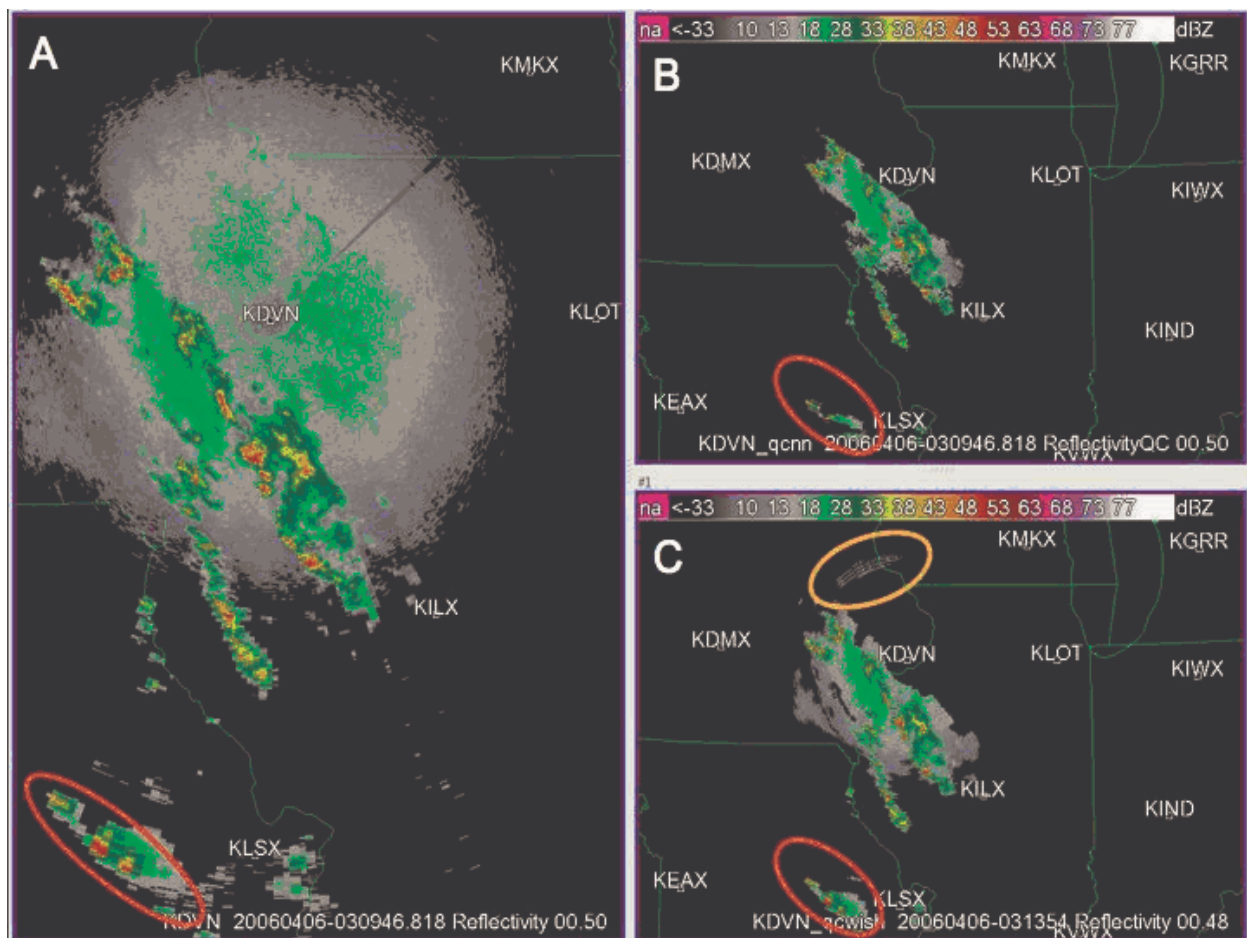 A
KMKX
KDVN
KLOT
KILX
KLSX
KDVN 20060406-030946.818 Reflectivity 00.50
na <-33 10 13 18 28 33 38 43 48 53 63 68 73 77 dBZ
B
KMKX
KGRR
KDMX
KDVN
KLOT
KIWX
KILX
KIND
KEAX
KLSX
KDVN_qcnn 20060406-030946.818 ReflectivityQC 00.50
KVWX
#1
na <-33 10 13 18 28 33 38 43 48 53 63 68 73 77 dBZ
C
KMKX
KGRR
KDMX
KDVN
KLOT
KIWX
KILX
KIND
KEAX
KLSX
KDVN_qcwish 20060406-031354 Reflectivity 00.48
KVWX